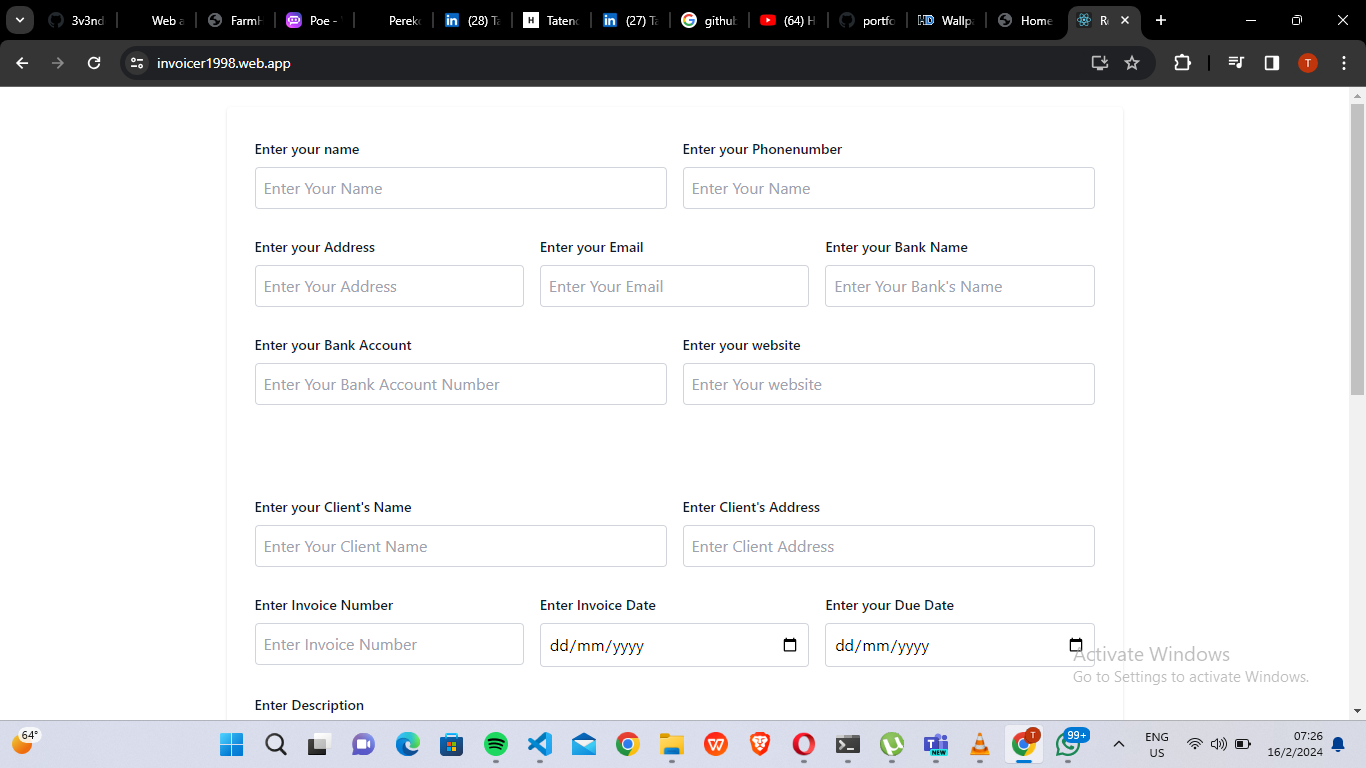 3v3nd
Web a
FarmH
Poe -
Pereko
(28) Ta
Tatend
(27) Ta
github
(64) H
portfo
Wallpa
Home
Re
invoicer1998.web.app
T
Enter your name
Enter your Phonenumber
Enter Your Name
Enter Your Name
Enter your Address
Enter your Email
Enter your Bank Name
Enter Your Address
Enter Your Email
Enter Your Bank's Name
Enter your Bank Account
Enter your website
Enter Your Bank Account Number
Enter Your website
Enter your Client's Name
Enter Client's Address
Enter Your Client Name
Enter Client Address
Enter Invoice Number
Enter Invoice Date
Enter your Due Date
Enter Invoice Number
dd/mm/yyyy
dd/mm/yyyy
Activate Windows
Go to Settings to activate Windows.
Enter Description
64°
NEW
T
99+
ENG
US
07:26
16/2/2024